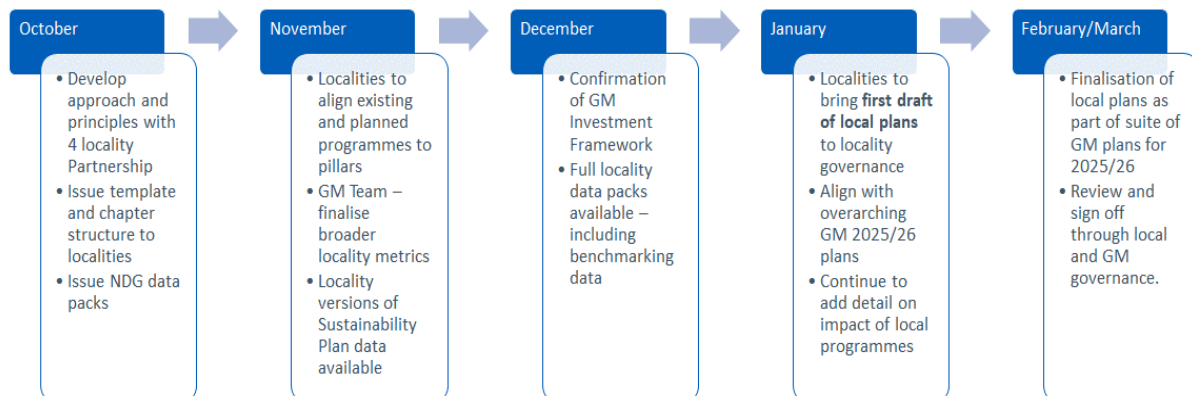 October
• Develop
approach and
principles with
4 locality
Partnership
• Issue template
and chapter
structure to
localities
• Issue NDG data
packs
November
• Localities to
align existing
and planned
programmes to
pillars
• GM Team –
finalise
broader
locality metrics
• Locality
versions of
Sustainability
Plan data
available
December
• Confirmation
of GM
Investment
Framework
• Full locality
data packs
available –
including
benchmarking
data
January
• Localities to
bring first draft
of local plans
to locality
governance
• Align with
overarching
GM 2025/26
plans
• Continue to
add detail on
impact of local
programmes
February/March
• Finalisation of
local plans as
part of suite of
GM plans for
2025/26
• Review and
sign off
through local
and GM
governance.